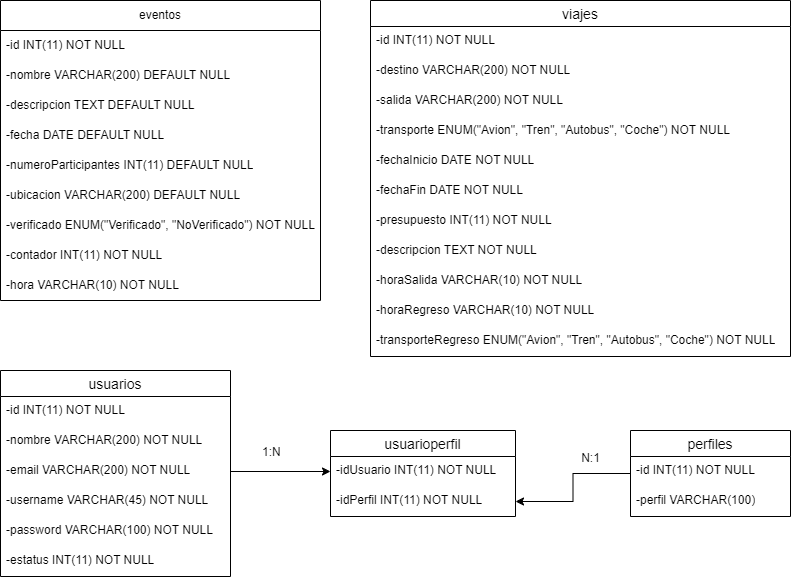 eventos
-id INT(11) NOT NULL
-nombre VARCHAR(200) DEFAULT NULL
-descripcion TEXT DEFAULT NULL
-fecha DATE DEFAULT NULL
-numeroParticipantes INT(11) DEFAULT NULL
-ubicacion VARCHAR(200) DEFAULT NULL
-verificado ENUM("Verificado", "NoVerificado") NOT NULL
-contador INT(11) NOT NULL
-hora VARCHAR(10) NOT NULL
viajes
-id INT(11) NOT NULL
-destino VARCHAR(200) NOT NULL
-salida VARCHAR(200) NOT NULL
-transporte ENUM("Avion", "Tren", "Autobus", "Coche") NOT NULL
-fechaInicio DATE NOT NULL
-fechaFin DATE NOT NULL
-presupuesto INT(11) NOT NULL
-descripcion TEXT NOT NULL
-horaSalida VARCHAR(10) NOT NULL
-horaRegreso VARCHAR(10) NOT NULL
-transporteRegreso ENUM("Avion", "Tren", "Autobus", "Coche") NOT NULL
usuarios
-id INT(11) NOT NULL
-nombre VARCHAR(200) NOT NULL
-email VARCHAR(200) NOT NULL
-username VARCHAR(45) NOT NULL
-password VARCHAR(100) NOT NULL
-estatus INT(11) NOT NULL
1:N
usuarioperfil
-idUsuario INT(11) NOT NULL
-idPerfil INT(11) NOT NULL
N:1
perfiles
-id INT(11) NOT NULL
-perfil VARCHAR(100)